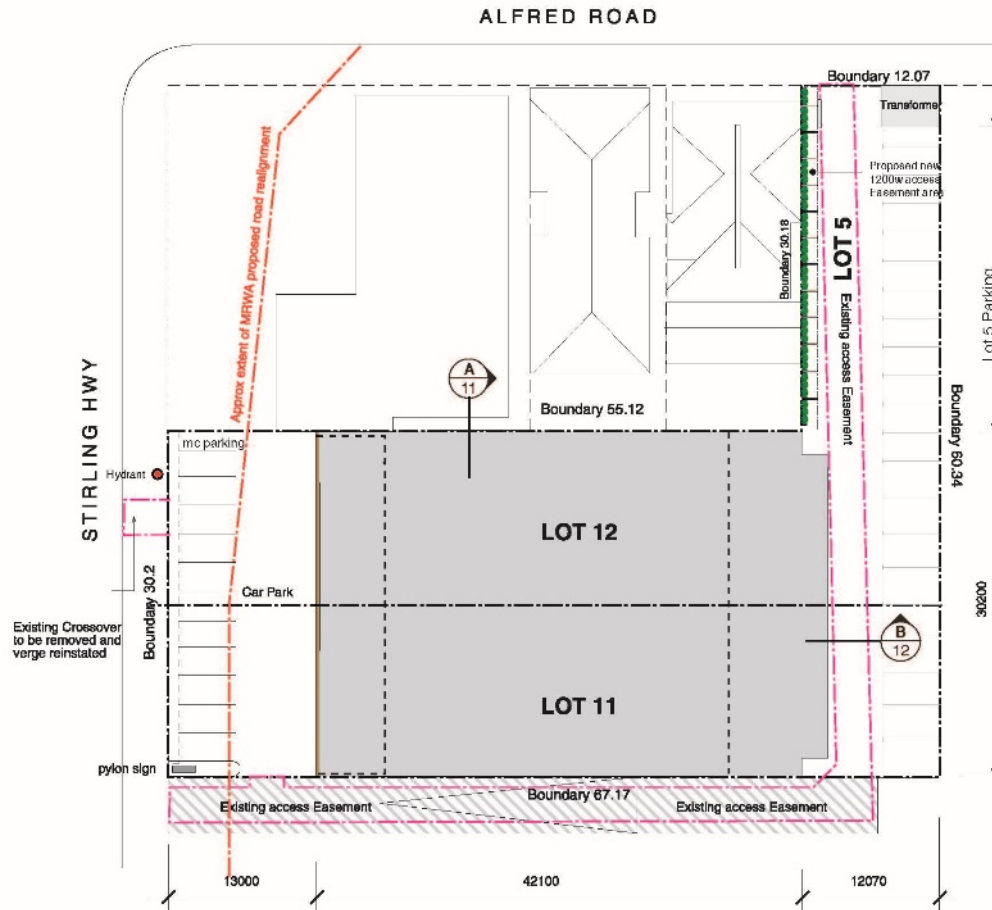 ALFRED ROAD
Boundary 12.07
Transforme
Proposed new
1200w access
Easement area
Approx extent of MRWA proposed road realignment
Boundary 30.18
LOT 5
Existing access Easement
Lot 5 Parking
STIRLING HWY
A
11
Boundary 55.12
Boundary 60.34
mc parking
Hydrant
LOT 12
Car Park
Boundary 30.2
30200
Existing Crossover
to be removed and
verge reinstated
B
12
LOT 11
pylon sign
Boundary 67.17
Existing access Easement
Existing access Easement
13000
42100
12070